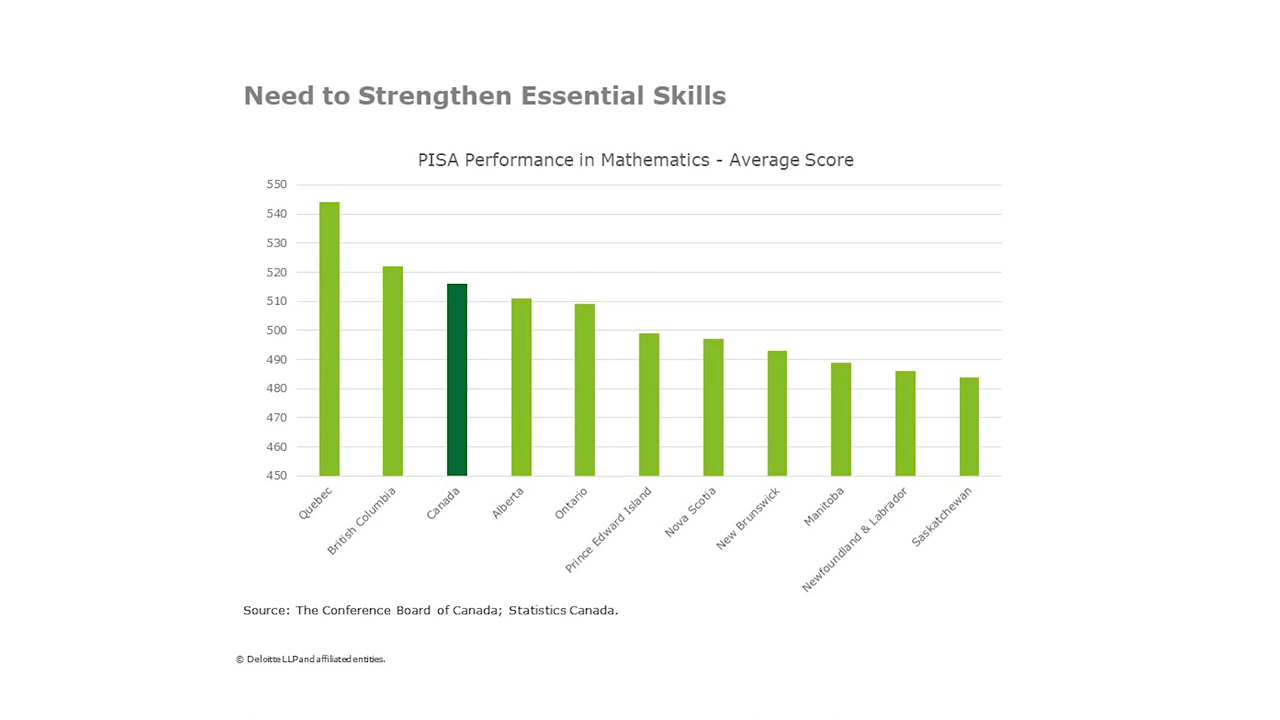 Need to Strengthen Essential Skills
PISA Performance in Mathematics - Average Score
550
540
530
520
510
500
490
480
470
460
450
Quebec
British Columbia
Canada
Alberta
Ontario
Prince Edward Island
Nova Scotia
New Brunswick
Manitoba
Newfoundland & Labrador
Saskatchewan
Source: The Conference Board of Canada; Statistics Canada.
© Deloitte LLP and affiliated entities.